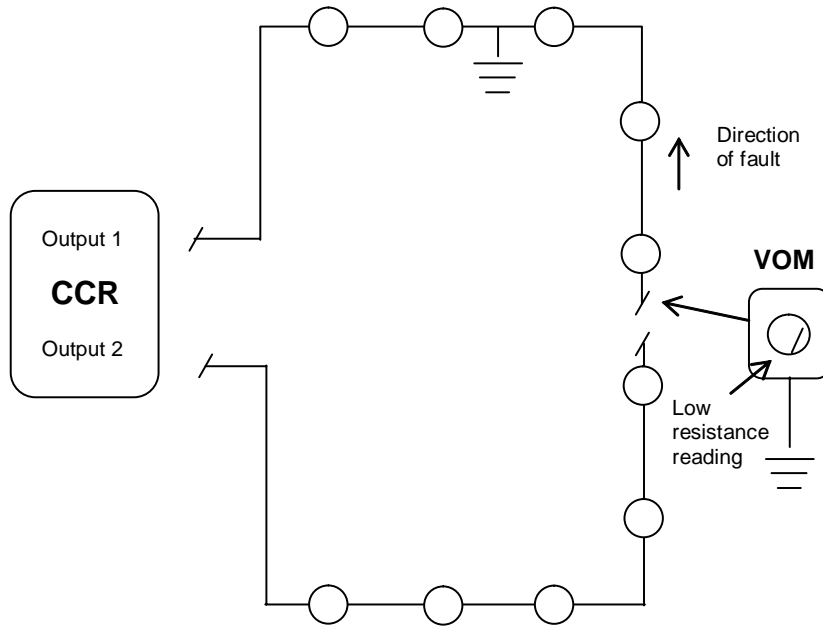 Direction
of fault
Output 1
CCR
Output 2
VOM
Low
resistance
reading